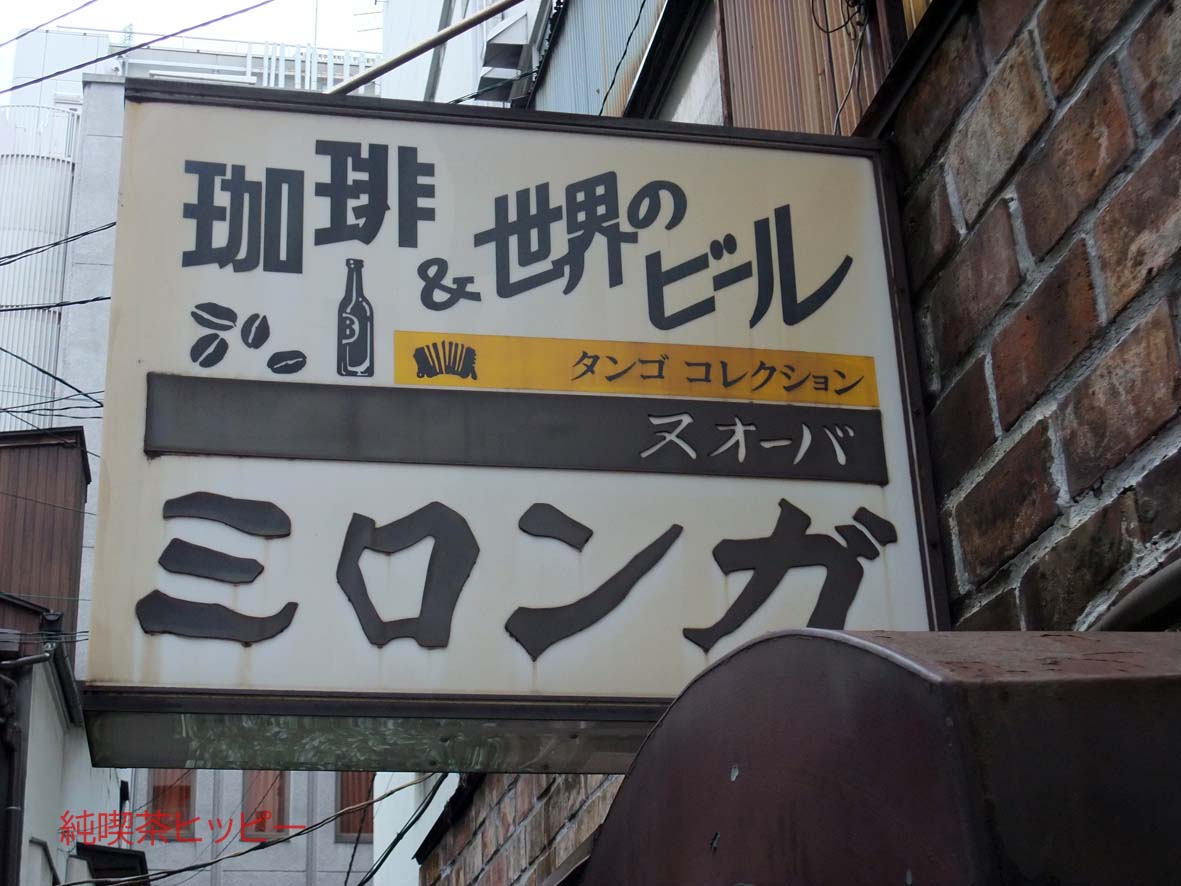 珈琲&世界のビール
タンゴ コレクション
ヌオーバ
ミロンガ
純喫茶ヒッピー